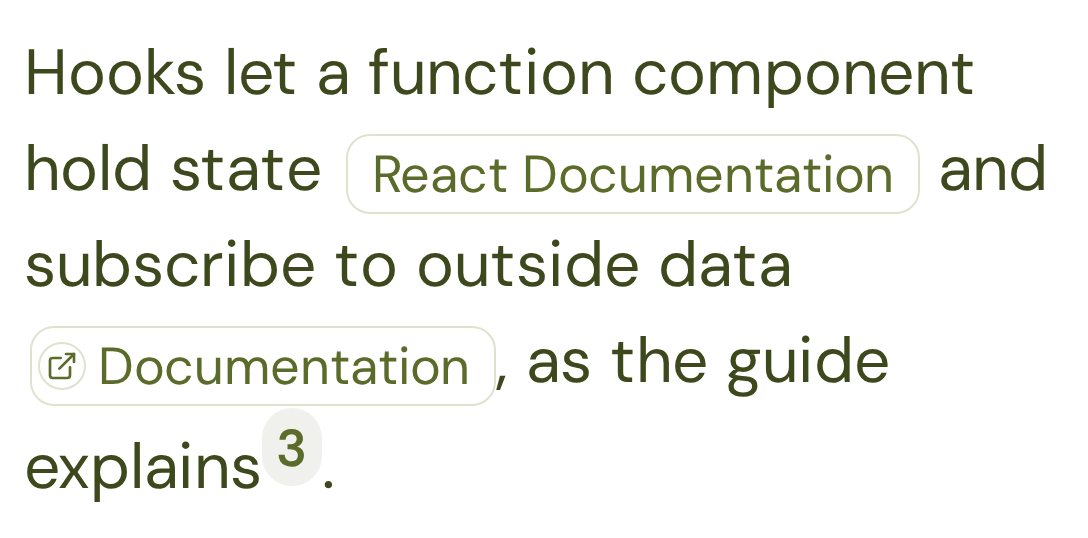 Hooks let a function component
hold state React Documentation and
subscribe to outside data
Documentation, as the guide
explains3.